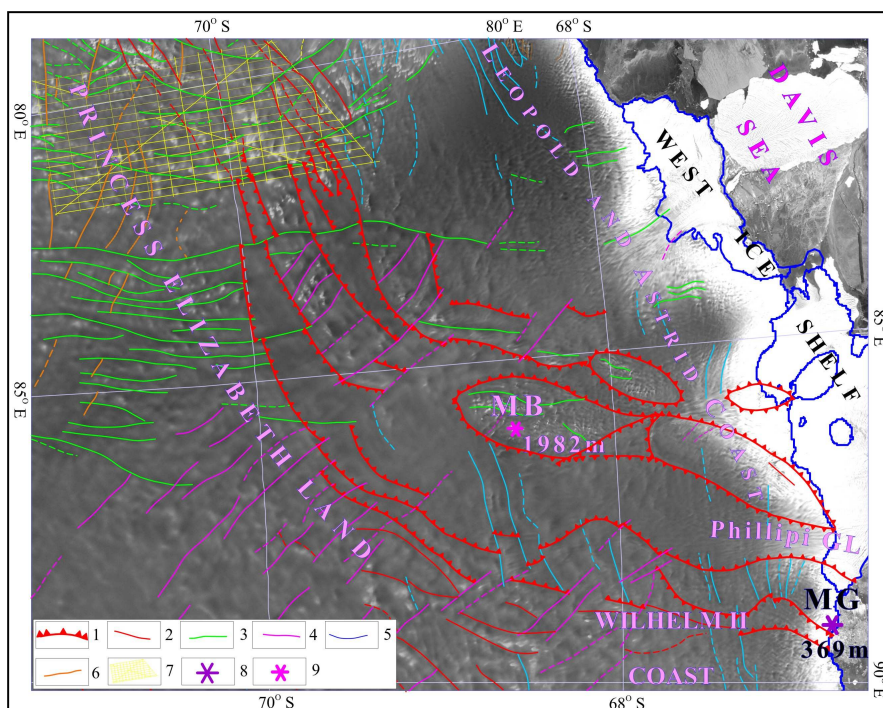 70° S
80° E
68° S
80° E
PRINCESS ELIZABETH LAND
LEOPOLD AND ASTRID COAST
DAVIS SEA
WEST ICE SHELF
85° E
85° E
MB
1982m
Phillipi GL
MG
369m
WILHELM II
COAST
90° E
1
2
3
4
5
6
7
8
9
70° S
68° S